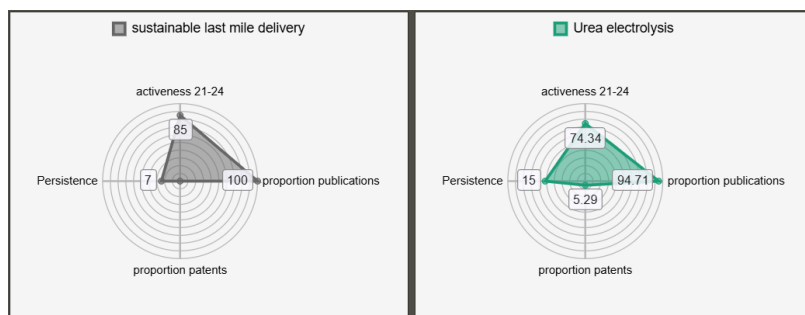 sustainable last mile delivery
activeness 21-24
85
Persistence
7
100
proportion publications
proportion patents
Urea electrolysis
activeness 21-24
74.34
Persistence
15
94.71
proportion publications
5.29
proportion patents